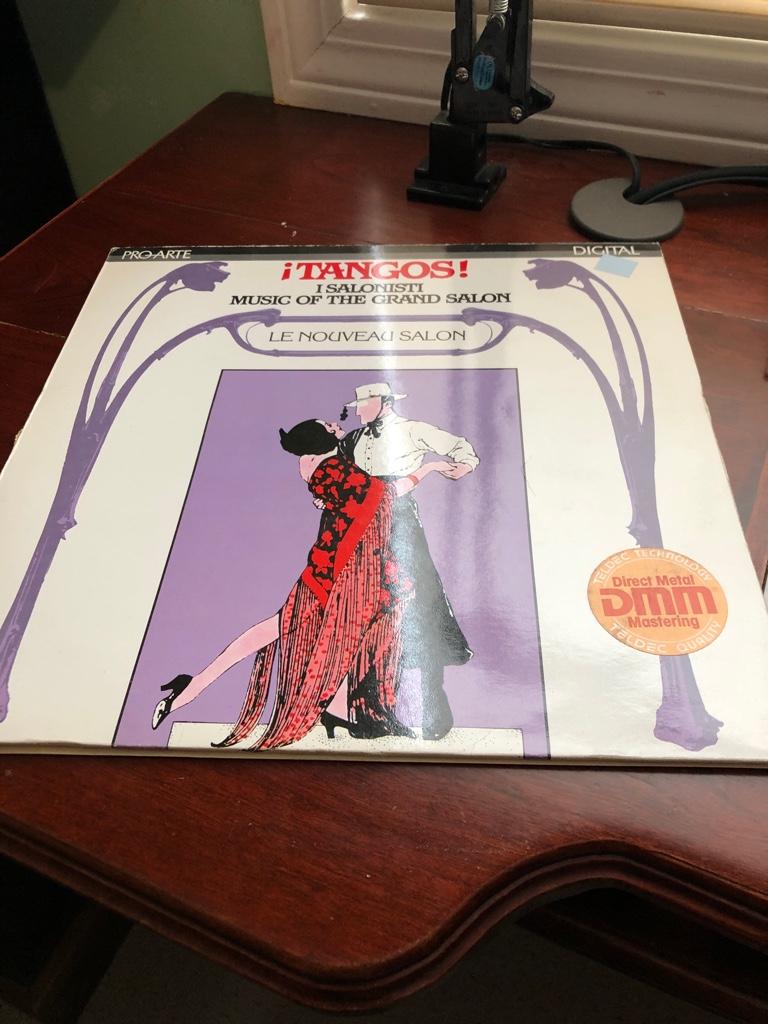 PRO·ARTE
DIGITAL
¡TANGOS!
I SALONISTI
MUSIC OF THE GRAND SALON
LE NOUVEAU SALON
TELDEC TECHNOLOGY
Direct Metal
DMM
Mastering
TELDEC QUALITY